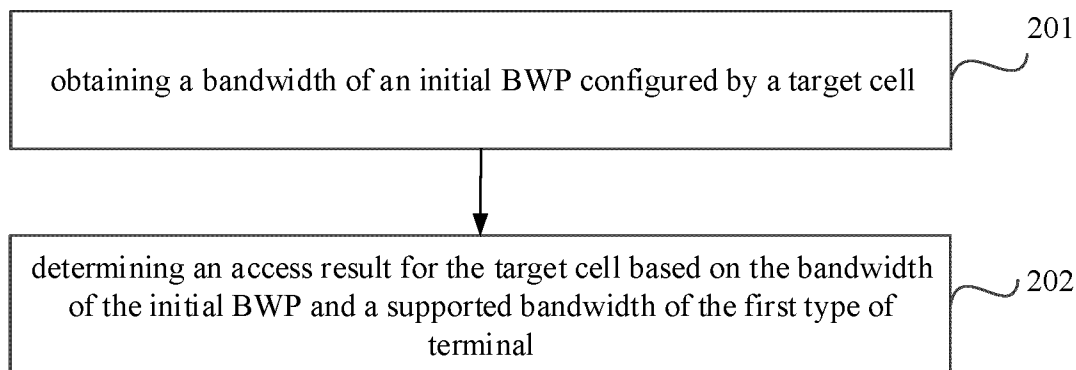 201
obtaining a bandwidth of an initial BWP configured by a target cell
determining an access result for the target cell based on the bandwidth
of the initial BWP and a supported bandwidth of the first type of
terminal
202